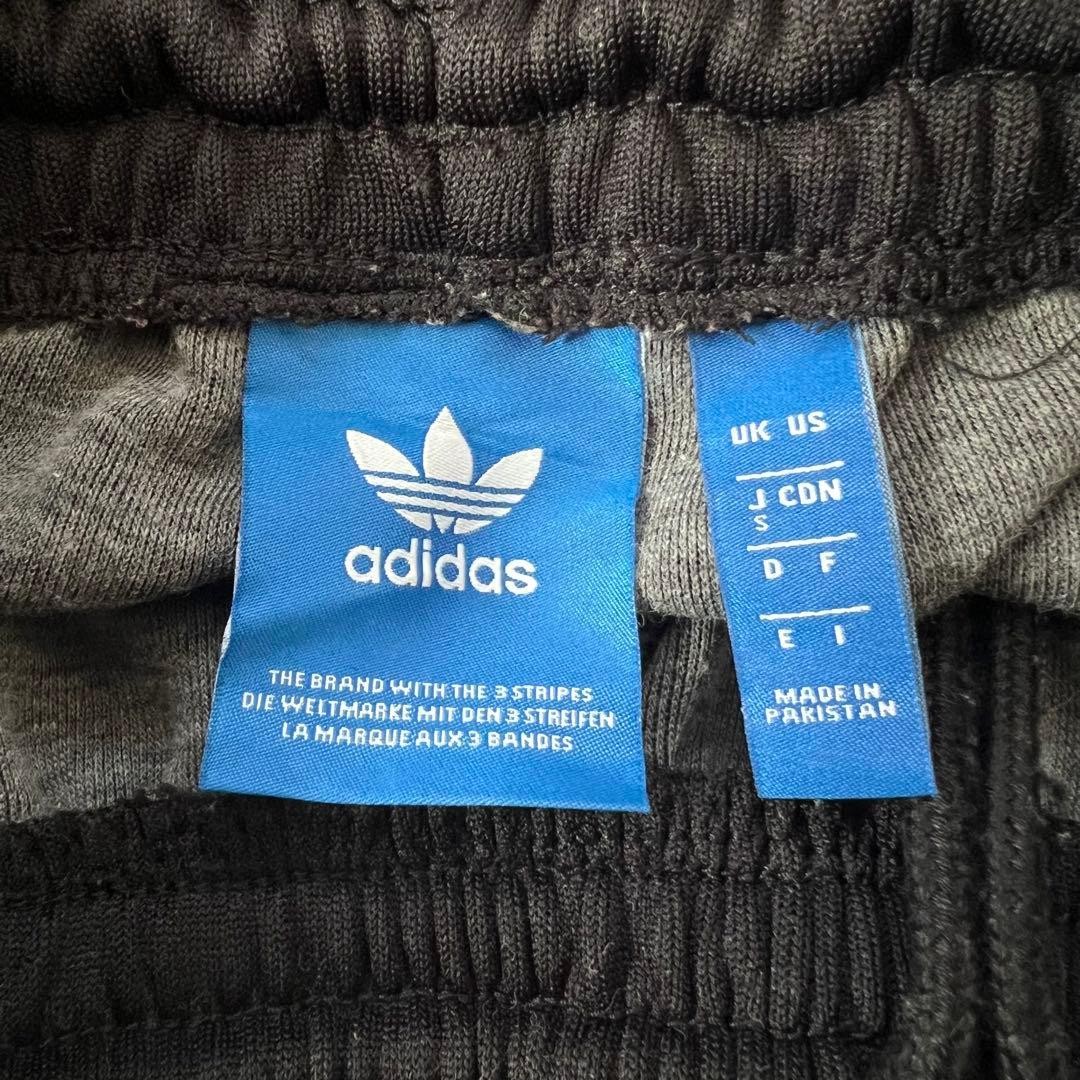 adidas
THE BRAND WITH THE 3 STRIPES
DIE WELTMARKE MIT DEN 3 STREIFEN
LA MARQUE AUX 3 BANDES
UK US
J CDN
S
D F
E I
MADE IN
PAKISTAN